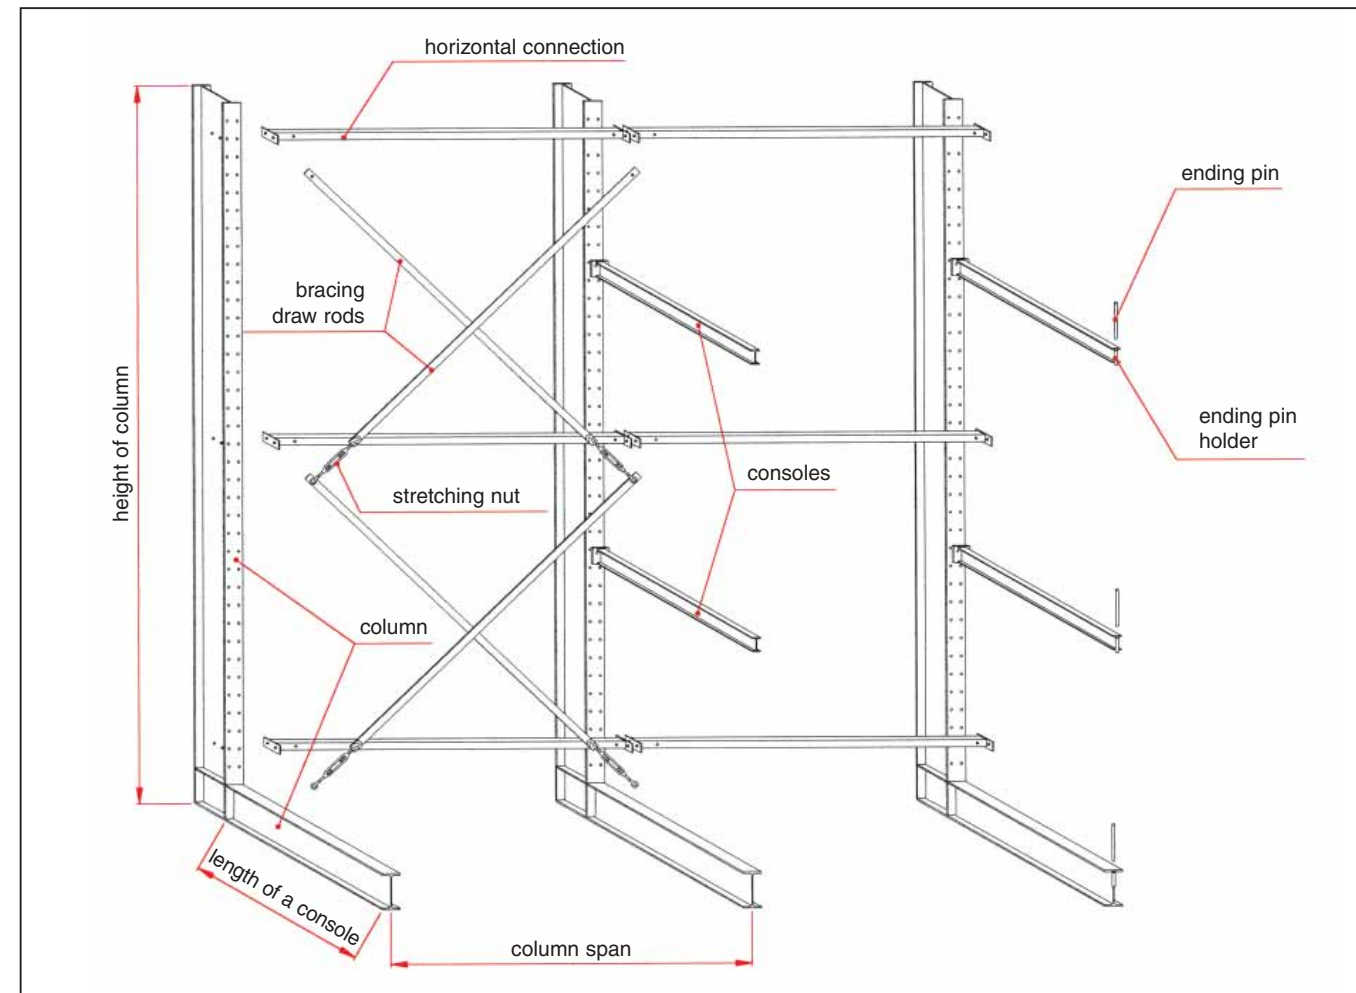 horizontal connection
ending pin
bracing
draw rods
height of column
ending pin
holder
consoles
stretching nut
column
length of a console
column span